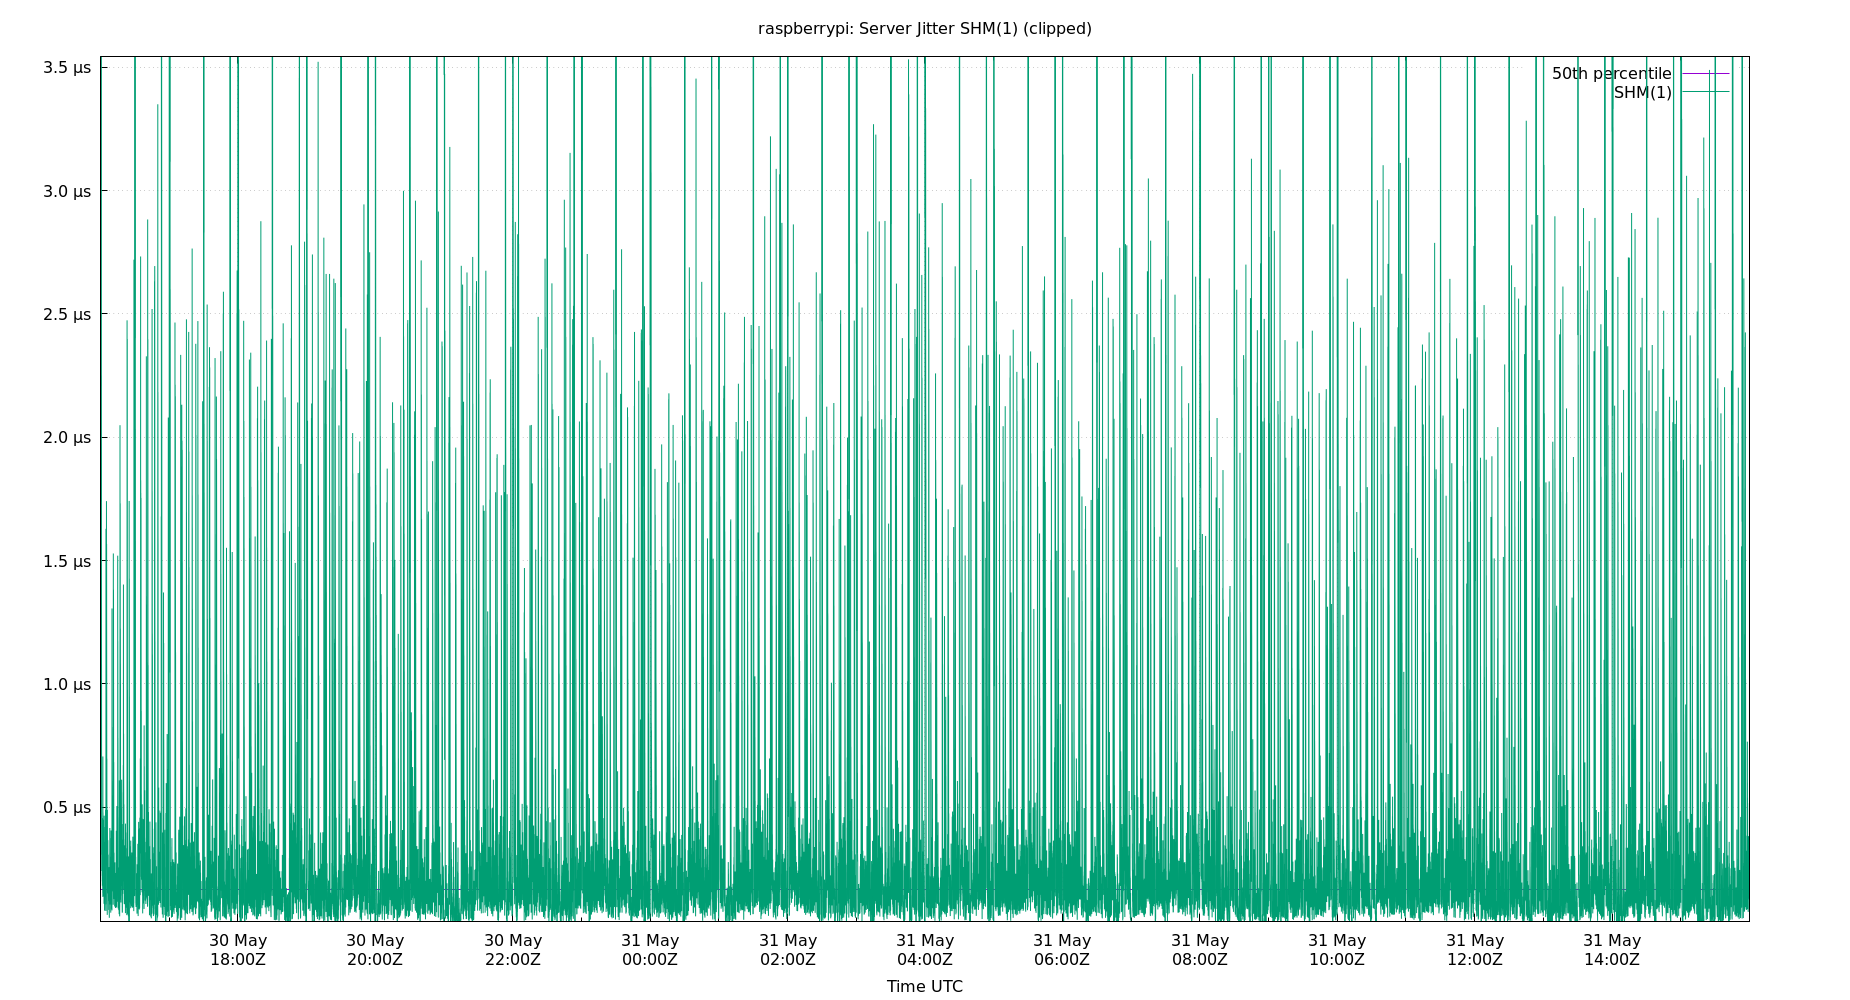 raspberrypi: Server Jitter SHM(1) (clipped)
3.5 µs
3.0 µs
2.5 µs
2.0 µs
1.5 µs
1.0 µs
0.5 µs
50th percentile
SHM(1)
30 May 30 May 30 May 31 May 31 May 31 May 31 May 31 May 31 May 31 May 31 May
18:00Z 20:00Z 22:00Z 00:00Z 02:00Z 04:00Z 06:00Z 08:00Z 10:00Z 12:00Z 14:00Z
Time UTC